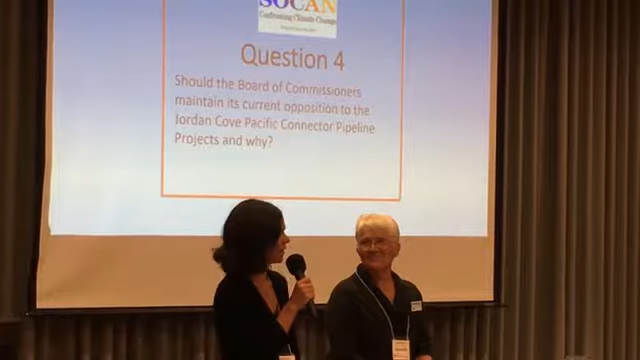 SOCAN
Confronting Climate Change
Question 4
Should the Board of Commissioners
maintain its current opposition to the
Jordan Cove Pacific Connector Pipeline
Projects and why?